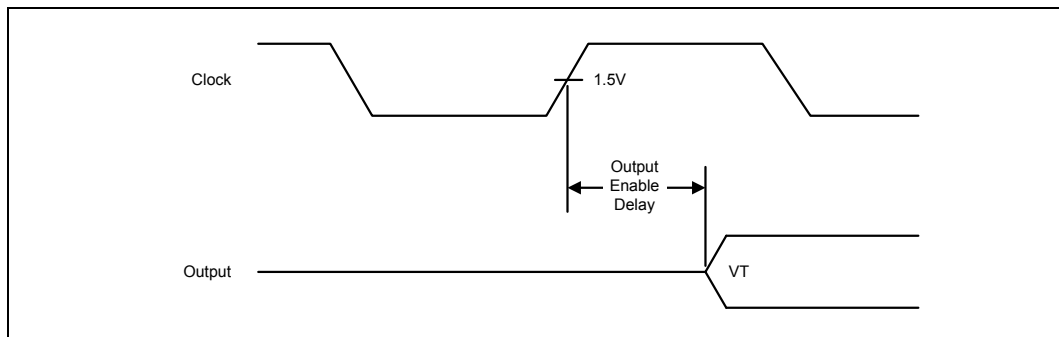 Clock
1.5V
Output
Enable
Delay
Output
VT